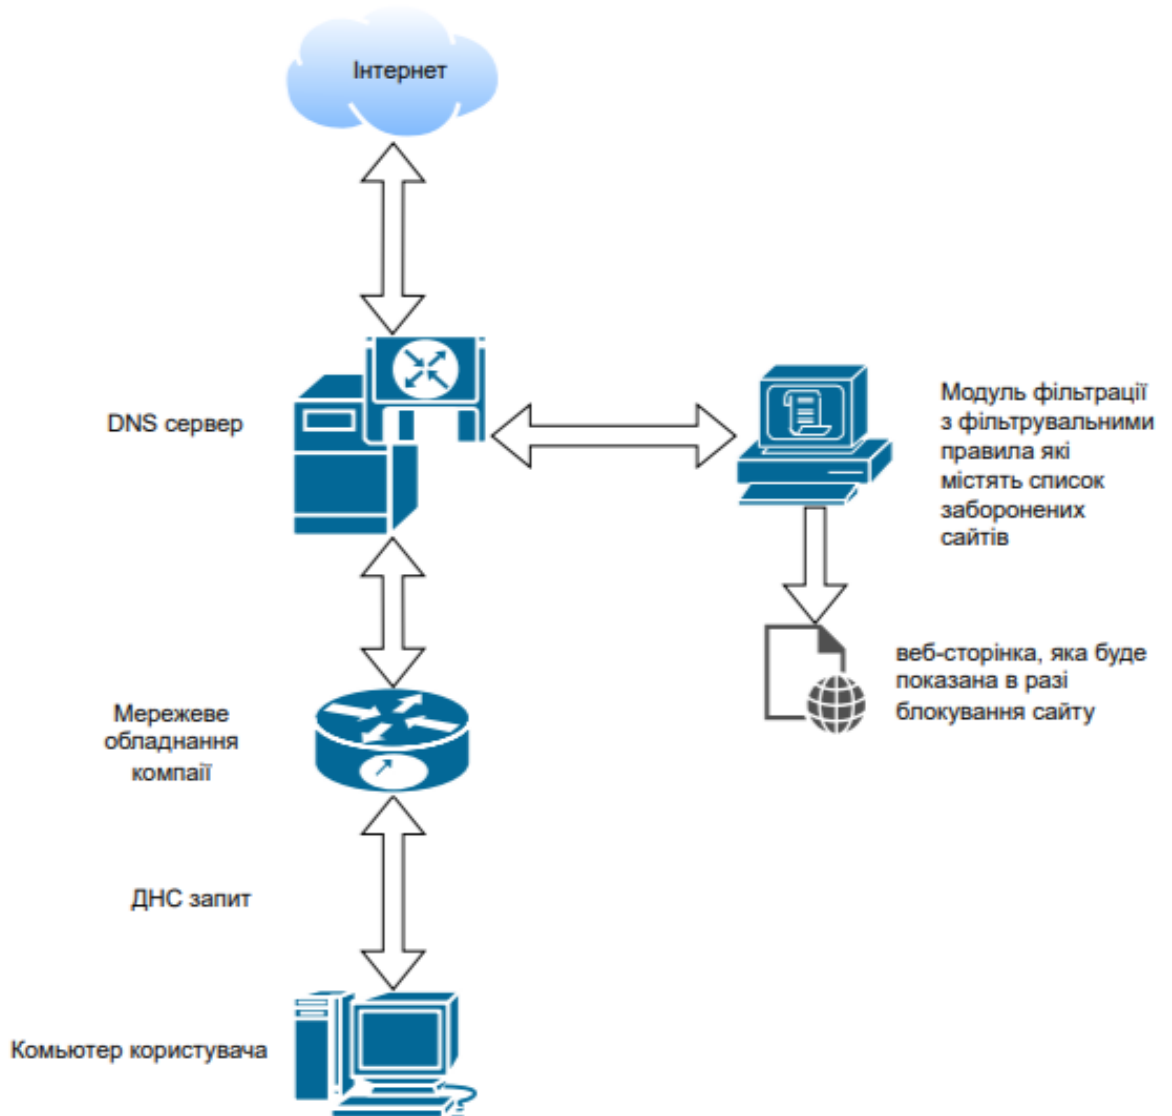 Інтернет
DNS сервер
Модуль фільтрації
з фільтрувальними
правила які
містять список
заборонених
сайтів
веб-сторінка, яка буде
показана в разі
блокування сайту
Мережеве
обладнання
компаії
ДНС запит
Комьютер користувача